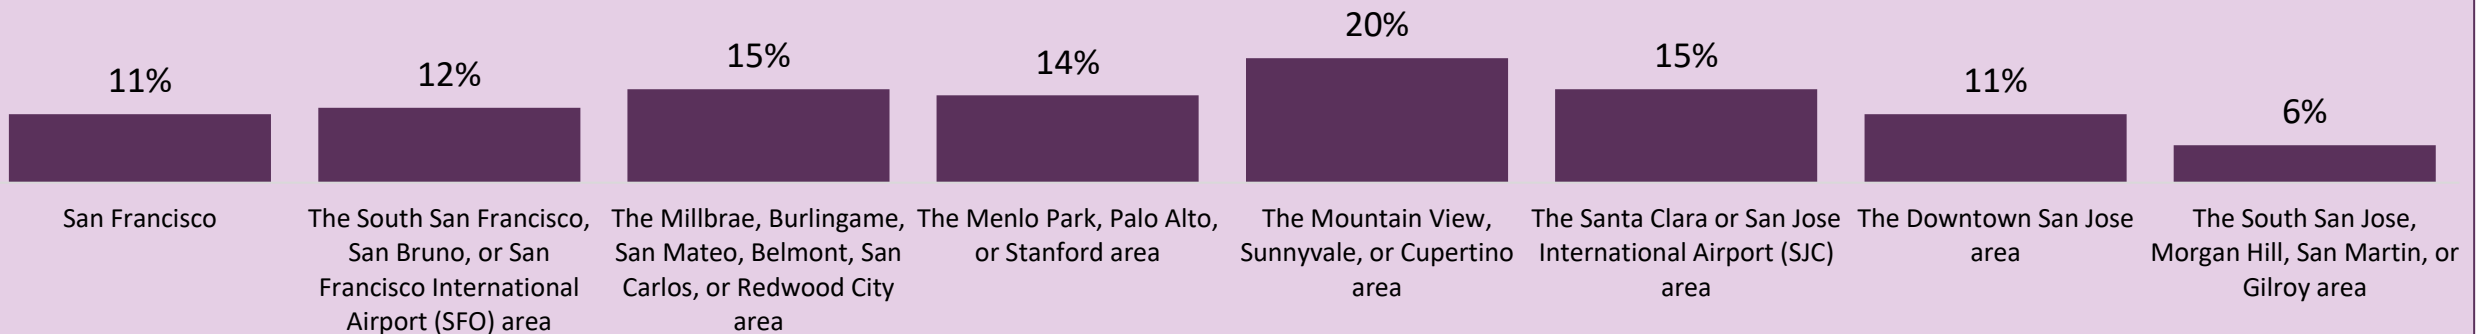 11%
12%
15%
14%
20%
15%
11%
6%
San Francisco
The South San Francisco,
San Bruno, or San
Francisco International
Airport (SFO) area
The Millbrae, Burlingame,
San Mateo, Belmont, San
Carlos, or Redwood City
area
The Menlo Park, Palo Alto,
or Stanford area
The Mountain View,
Sunnyvale, or Cupertino
area
The Santa Clara or San Jose
International Airport (SJC)
area
The Downtown San Jose
area
The South San Jose,
Morgan Hill, San Martin, or
Gilroy area